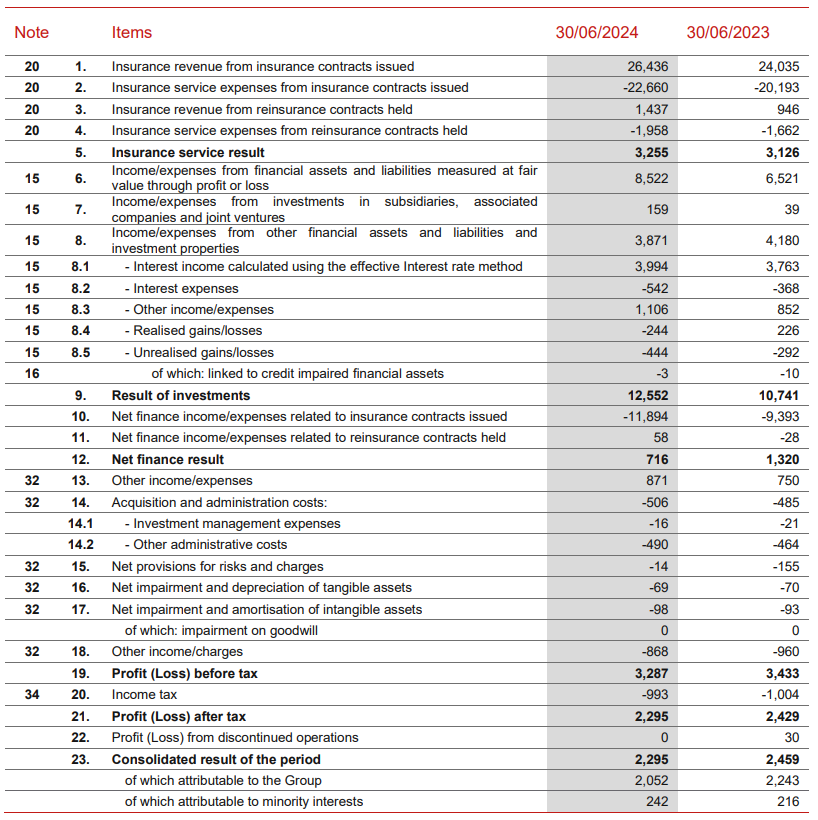 Note Items 30/06/2024 30/06/2023
20 1. Insurance revenue from insurance contracts issued 26,436 24,035
20 2. Insurance service expenses from insurance contracts issued -22,660 -20,193
20 3. Insurance revenue from reinsurance contracts held 1,437 946
20 4. Insurance service expenses from reinsurance contracts held -1,958 -1,662
5. Insurance service result 3,255 3,126
15 6. Income/expenses from financial assets and liabilities measured at fair
value through profit or loss 8,522 6,521
15 7. Income/expenses from investments in subsidiaries, associated
companies and joint ventures 159 39
15 8. Income/expenses from other financial assets and liabilities and
investment properties 3,871 4,180
15 8.1 - Interest income calculated using the effective Interest rate method 3,994 3,763
15 8.2 - Interest expenses -542 -368
15 8.3 - Other income/expenses 1,106 852
15 8.4 - Realised gains/losses -244 226
15 8.5 - Unrealised gains/losses -444 -292
16 of which: linked to credit impaired financial assets -3 -10
9. Result of investments 12,552 10,741
10. Net finance income/expenses related to insurance contracts issued -11,894 -9,393
11. Net finance income/expenses related to reinsurance contracts held 58 -28
12. Net finance result 716 1,320
32 13. Other income/expenses 871 750
32 14. Acquisition and administration costs: -506 -485
14.1 - Investment management expenses -16 -21
14.2 - Other administrative costs -490 -464
32 15. Net provisions for risks and charges -14 -155
32 16. Net impairment and depreciation of tangible assets -69 -70
32 17. Net impairment and amortisation of intangible assets -98 -93
of which: impairment on goodwill 0 0
32 18. Other income/charges -868 -960
19. Profit (Loss) before tax 3,287 3,433
34 20. Income tax -993 -1,004
21. Profit (Loss) after tax 2,295 2,429
22. Profit (Loss) from discontinued operations 0 30
23. Consolidated result of the period 2,295 2,459
of which attributable to the Group 2,052 2,243
of which attributable to minority interests 242 216